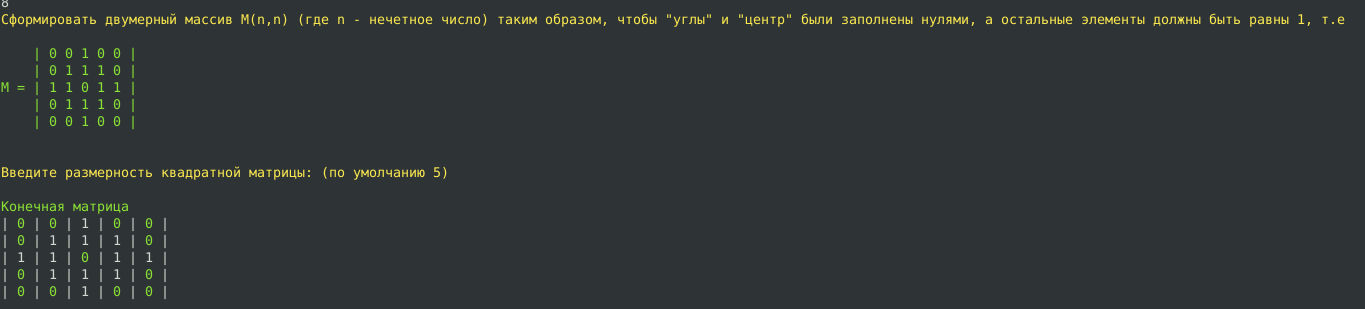 8
Сформировать двумерный массив M(n,n) (где n - нечетное число) таким образом, чтобы "углы" и "центр" были заполнены нулями, а остальные элементы должны быть равны 1, т.е
| 0 0 1 0 0 |
| 0 1 1 1 0 |
M = | 1 1 0 1 1 |
| 0 1 1 1 0 |
| 0 0 1 0 0 |
Введите размерность квадратной матрицы: (по умолчанию 5)
Конечная матрица
| 0 | 0 | 1 | 0 | 0 |
| 0 | 1 | 1 | 1 | 0 |
| 1 | 1 | 0 | 1 | 1 |
| 0 | 1 | 1 | 1 | 0 |
| 0 | 0 | 1 | 0 | 0 |